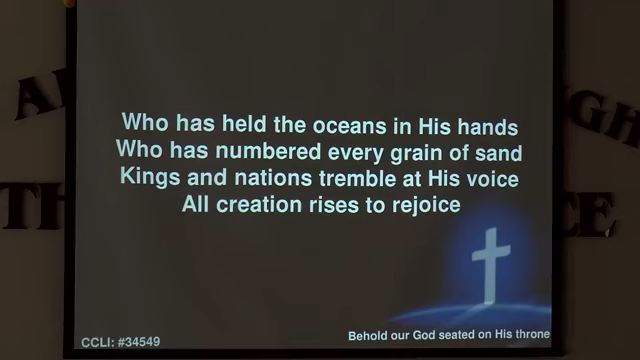 Who has held the oceans in His hands
Who has numbered every grain of sand
Kings and nations tremble at His voice
All creation rises to rejoice
CCLI: #34549
Behold our God seated on His throne